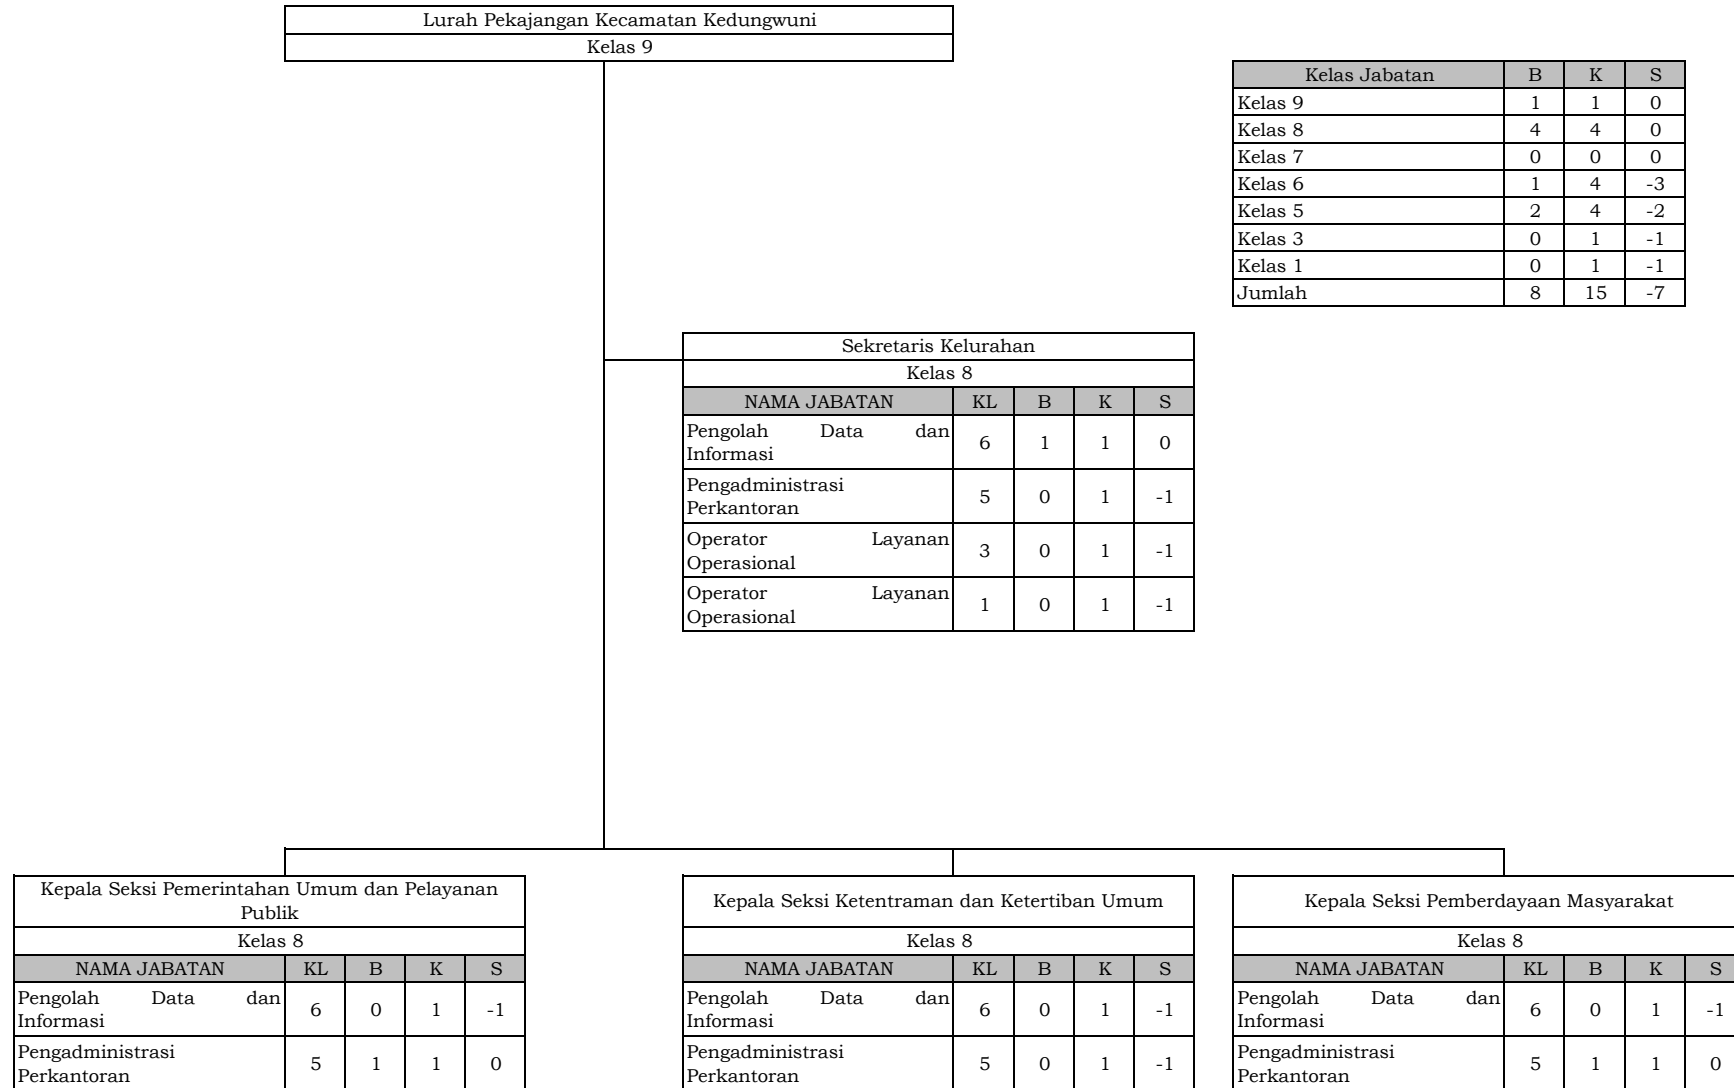 Lurah Pekajangan Kecamatan Kedungwuni
Kelas 9
Kelas Jabatan B K S
Kelas 9 1 1 0
Kelas 8 4 4 0
Kelas 7 0 0 0
Kelas 6 1 4 -3
Kelas 5 2 4 -2
Kelas 3 0 1 -1
Kelas 1 0 1 -1
Jumlah 8 15 -7
Sekretaris Kelurahan
Kelas 8
NAMA JABATAN KL B K S
Pengolah Data dan
Informasi 6 1 1 0
Pengadministrasi
Perkantoran 5 0 1 -1
Operator Layanan
Operasional 3 0 1 -1
Operator Layanan
Operasional 1 0 1 -1
Kepala Seksi Pemerintahan Umum dan Pelayanan
Publik
Kelas 8
NAMA JABATAN KL B K S
Pengolah Data dan
Informasi 6 0 1 -1
Pengadministrasi
Perkantoran 5 1 1 0
Kepala Seksi Ketentraman dan Ketertiban Umum
Kelas 8
NAMA JABATAN KL B K S
Pengolah Data dan
Informasi 6 0 1 -1
Pengadministrasi
Perkantoran 5 0 1 -1
Kepala Seksi Pemberdayaan Masyarakat
Kelas 8
NAMA JABATAN KL B K S
Pengolah Data dan
Informasi 6 0 1 -1
Pengadministrasi
Perkantoran 5 1 1 0